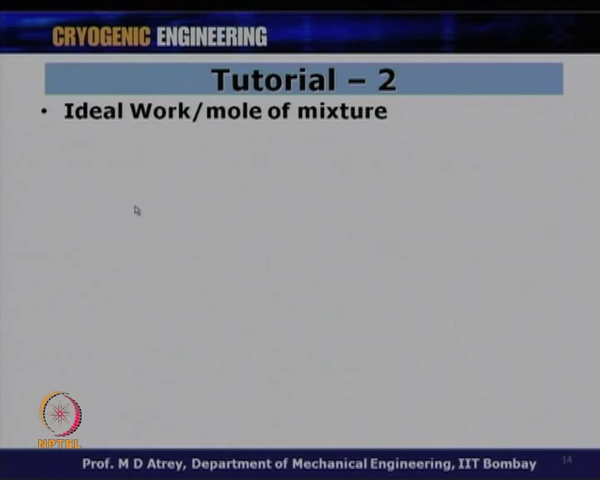 CRYOGENIC ENGINEERING
Tutorial – 2
• Ideal Work/mole of mixture
NPTEL
Prof. M D Atrey, Department of Mechanical Engineering, IIT Bombay
14